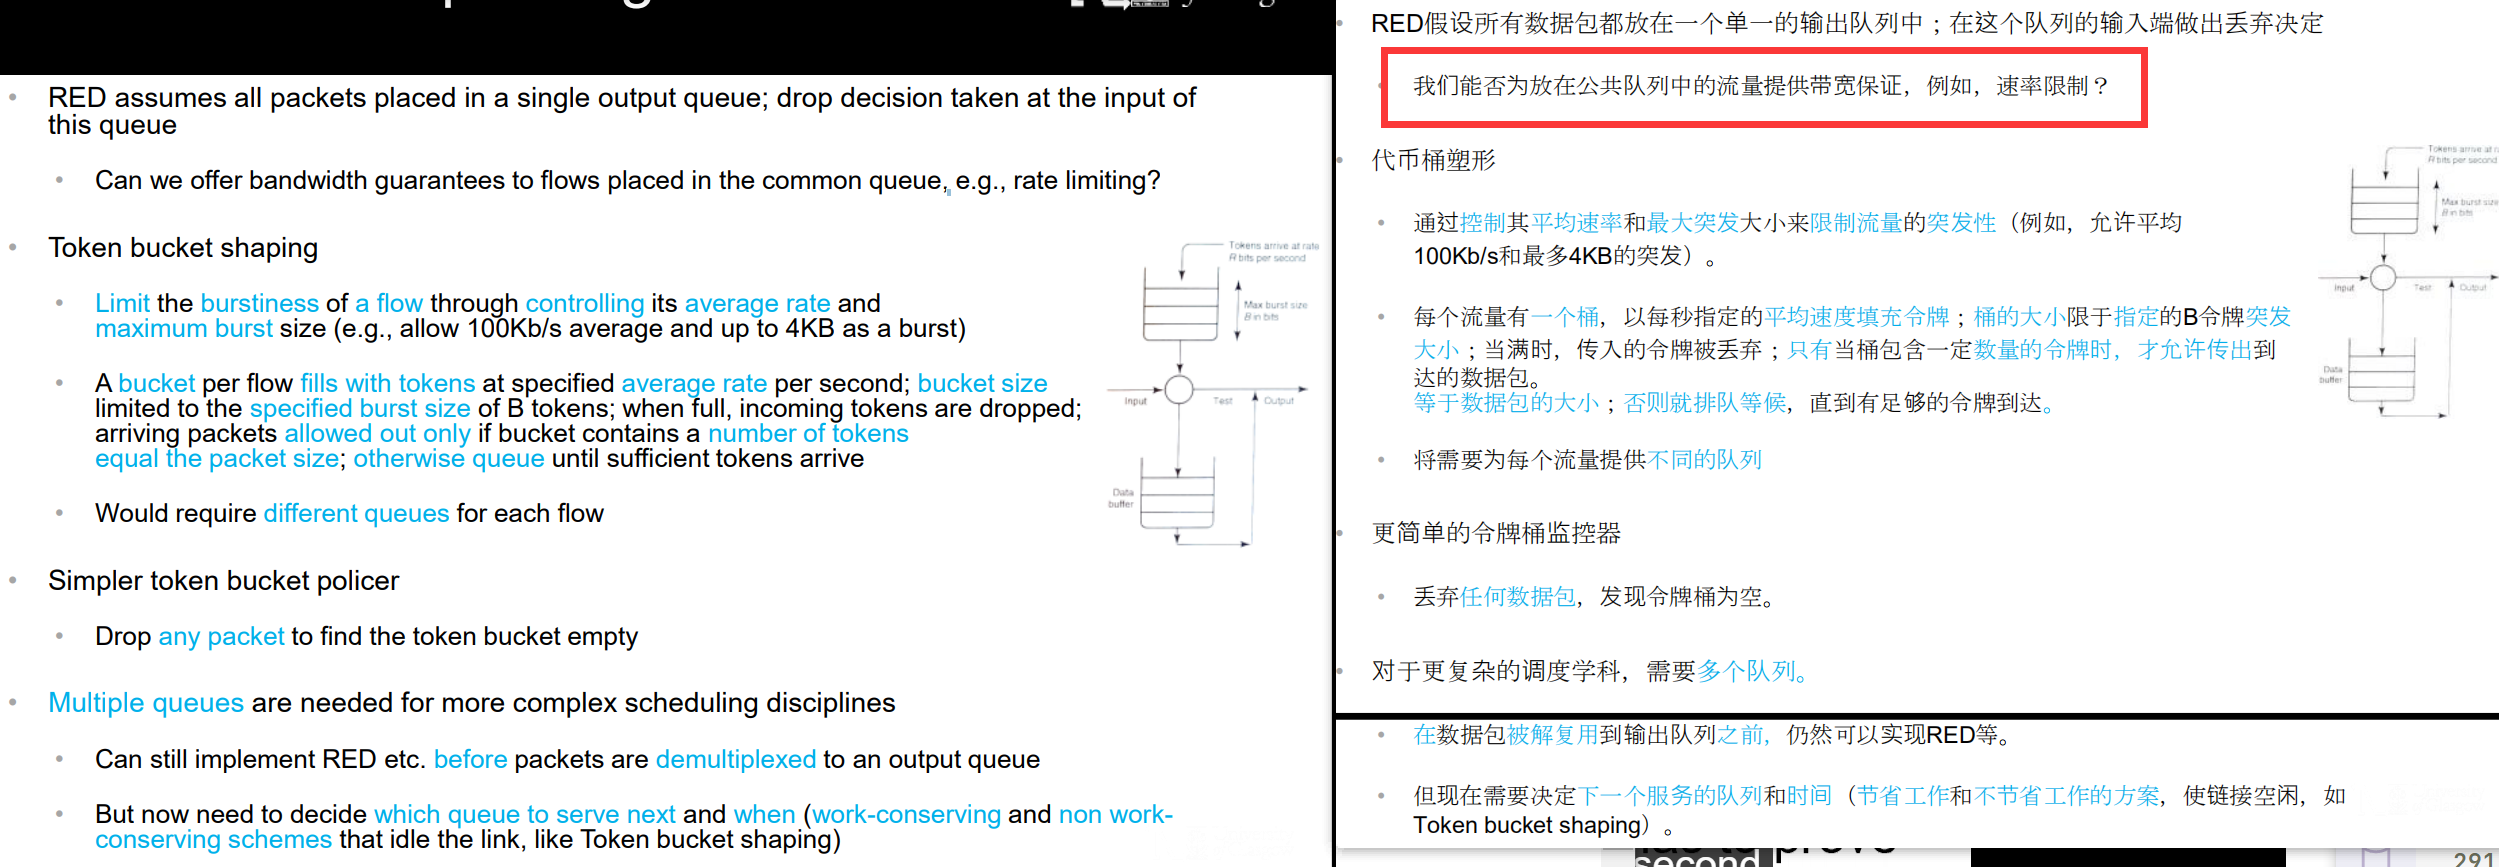 RED assumes all packets placed in a single output queue; drop decision taken at the input of
this queue
Can we offer bandwidth guarantees to flows placed in the common queue, e.g., rate limiting?
Token bucket shaping
Limit the burstiness of a flow through controlling its average rate and
maximum burst size (e.g., allow 100Kb/s average and up to 4KB as a burst)
A bucket per flow fills with tokens at specified average rate per second; bucket size
limited to the specified burst size of B tokens; when full, incoming tokens are dropped;
arriving packets allowed out only if bucket contains a number of tokens
equal the packet size; otherwise queue until sufficient tokens arrive
Would require different queues for each flow
Simpler token bucket policer
Drop any packet to find the token bucket empty
Multiple queues are needed for more complex scheduling disciplines
Can still implement RED etc. before packets are demultiplexed to an output queue
But now need to decide which queue to serve next and when (work-conserving and non work-
conserving schemes that idle the link, like Token bucket shaping)
Tokens arrive at rate
R bits per second
Max burst size
B in bits
Input
Test
Output
Data
buffer
RED假设所有数据包都放在一个单一的输出队列中；在这个队列的输入端做出丢弃决定
我们能否为放在公共队列中的流量提供带宽保证，例如，速率限制？
代币桶塑形
通过控制其平均速率和最大突发大小来限制流量的突发性（例如，允许平均
100Kb/s和最多4KB的突发）。
每个流量有一个桶，以每秒指定的平均速度填充令牌；桶的大小限于指定的B令牌突发
大小；当满时，传入的令牌被丢弃；只有当桶包含一定数量的令牌时，才允许传出到
达的数据包。
等于数据包的大小；否则就排队等候，直到有足够的令牌到达。
将需要为每个流量提供不同的队列
更简单的令牌桶监控器
丢弃任何数据包，发现令牌桶为空。
对于更复杂的调度学科，需要多个队列。
在数据包被解复用到输出队列之前，仍然可以实现RED等。
但现在需要决定下一个服务的队列和时间（节省工作和不节省工作的方案，使链接空闲，如
Token bucket shaping）。
Tokens arrive at
R bits per second
Max burst size
B in bits
Input
Test
Output
Data
buffer
second
291